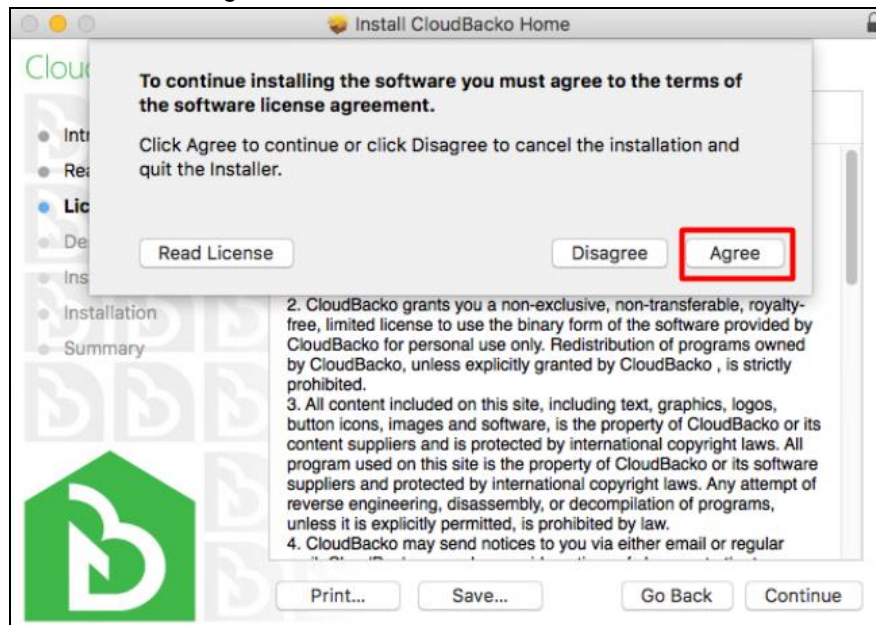 Install CloudBacko Home
Clou
To continue installing the software you must agree to the terms of
the software license agreement.
Click Agree to continue or click Disagree to cancel the installation and
quit the Installer.
Read License
Disagree
Agree
Intr
Rea
Lic
De
Ins
Installation
Summary
2. CloudBacko grants you a non-exclusive, non-transferable, royalty-
free, limited license to use the binary form of the software provided by
CloudBacko for personal use only. Redistribution of programs owned
by CloudBacko, unless explicitly granted by CloudBacko , is strictly
prohibited.
3. All content included on this site, including text, graphics, logos,
button icons, images and software, is the property of CloudBacko or its
content suppliers and is protected by international copyright laws. All
program used on this site is the property of CloudBacko or its software
suppliers and protected by international copyright laws. Any attempt of
reverse engineering, disassembly, or decompilation of programs,
unless it is explicitly permitted, is prohibited by law.
4. CloudBacko may send notices to you via either email or regular
Print...
Save...
Go Back
Continue